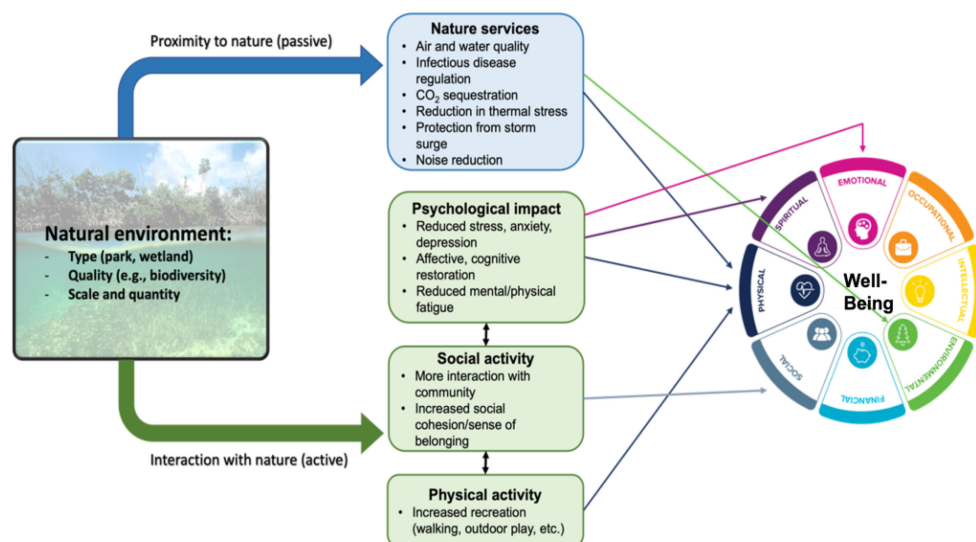 Proximity to nature (passive)
Nature services
• Air and water quality
• Infectious disease
regulation
• CO₂ sequestration
• Reduction in thermal stress
• Protection from storm
surge
• Noise reduction
Natural environment:
- Type (park, wetland)
- Quality (e.g., biodiversity)
- Scale and quantity
Psychological impact
• Reduced stress, anxiety,
depression
• Affective, cognitive
restoration
• Reduced mental/physical
fatigue
Social activity
• More interaction with
community
• Increased social
cohesion/sense of
belonging
Interaction with nature (active)
Physical activity
• Increased recreation
(walking, outdoor play, etc.)
EMOTIONAL
OCCUPATIONAL
INTELLECTUAL
ENVIRONMENTAL
FINANCIAL
SOCIAL
PHYSICAL
SPIRITUAL
Well-
Being